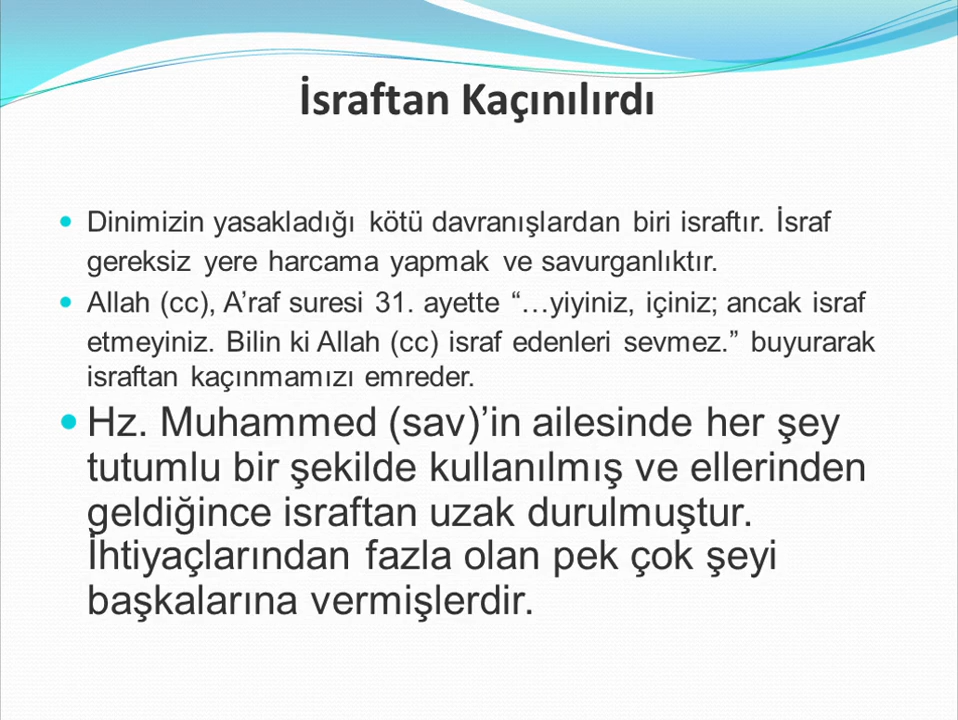 İsraftan Kaçınılırdı
• Dinimizin yasakladığı kötü davranışlardan biri israftır. İsraf
gereksiz yere harcama yapmak ve savurganlıktır.
• Allah (cc), A’raf suresi 31. ayette “…yiyiniz, içiniz; ancak israf
etmeyiniz. Bilin ki Allah (cc) israf edenleri sevmez.” buyurarak
israftan kaçınmamızı emreder.
• Hz. Muhammed (sav)’in ailesinde her şey
tutumlu bir şekilde kullanılmış ve ellerinden
geldiğince israftan uzak durulmuştur.
İhtiyaçlarından fazla olan pek çok şeyi
başkalarına vermişlerdir.